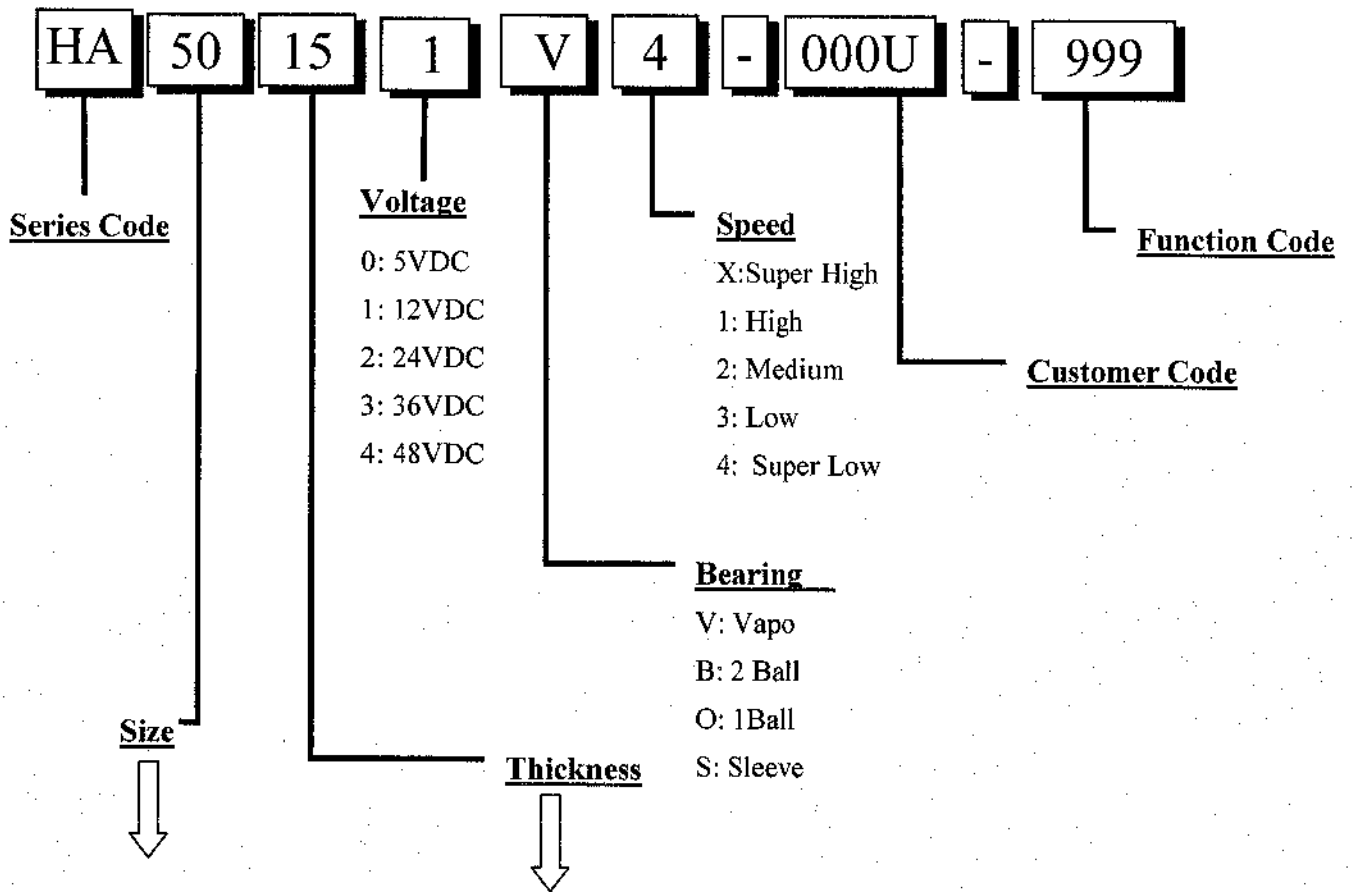 HA 50 15 1 V 4 - 000U - 999
Series Code
Voltage
0: 5VDC
1: 12VDC
2: 24VDC
3: 36VDC
4: 48VDC
Speed
X:Super High
1: High
2: Medium
3: Low
4: Super Low
Function Code
Customer Code
Bearing
V: Vapo
B: 2 Ball
O: 1Ball
S: Sleeve
Size
Thickness